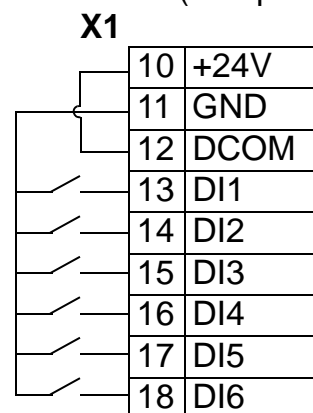 X1
10 +24V
11 GND
12 DCOM
13 DI1
14 DI2
15 DI3
16 DI4
17 DI5
18 DI6